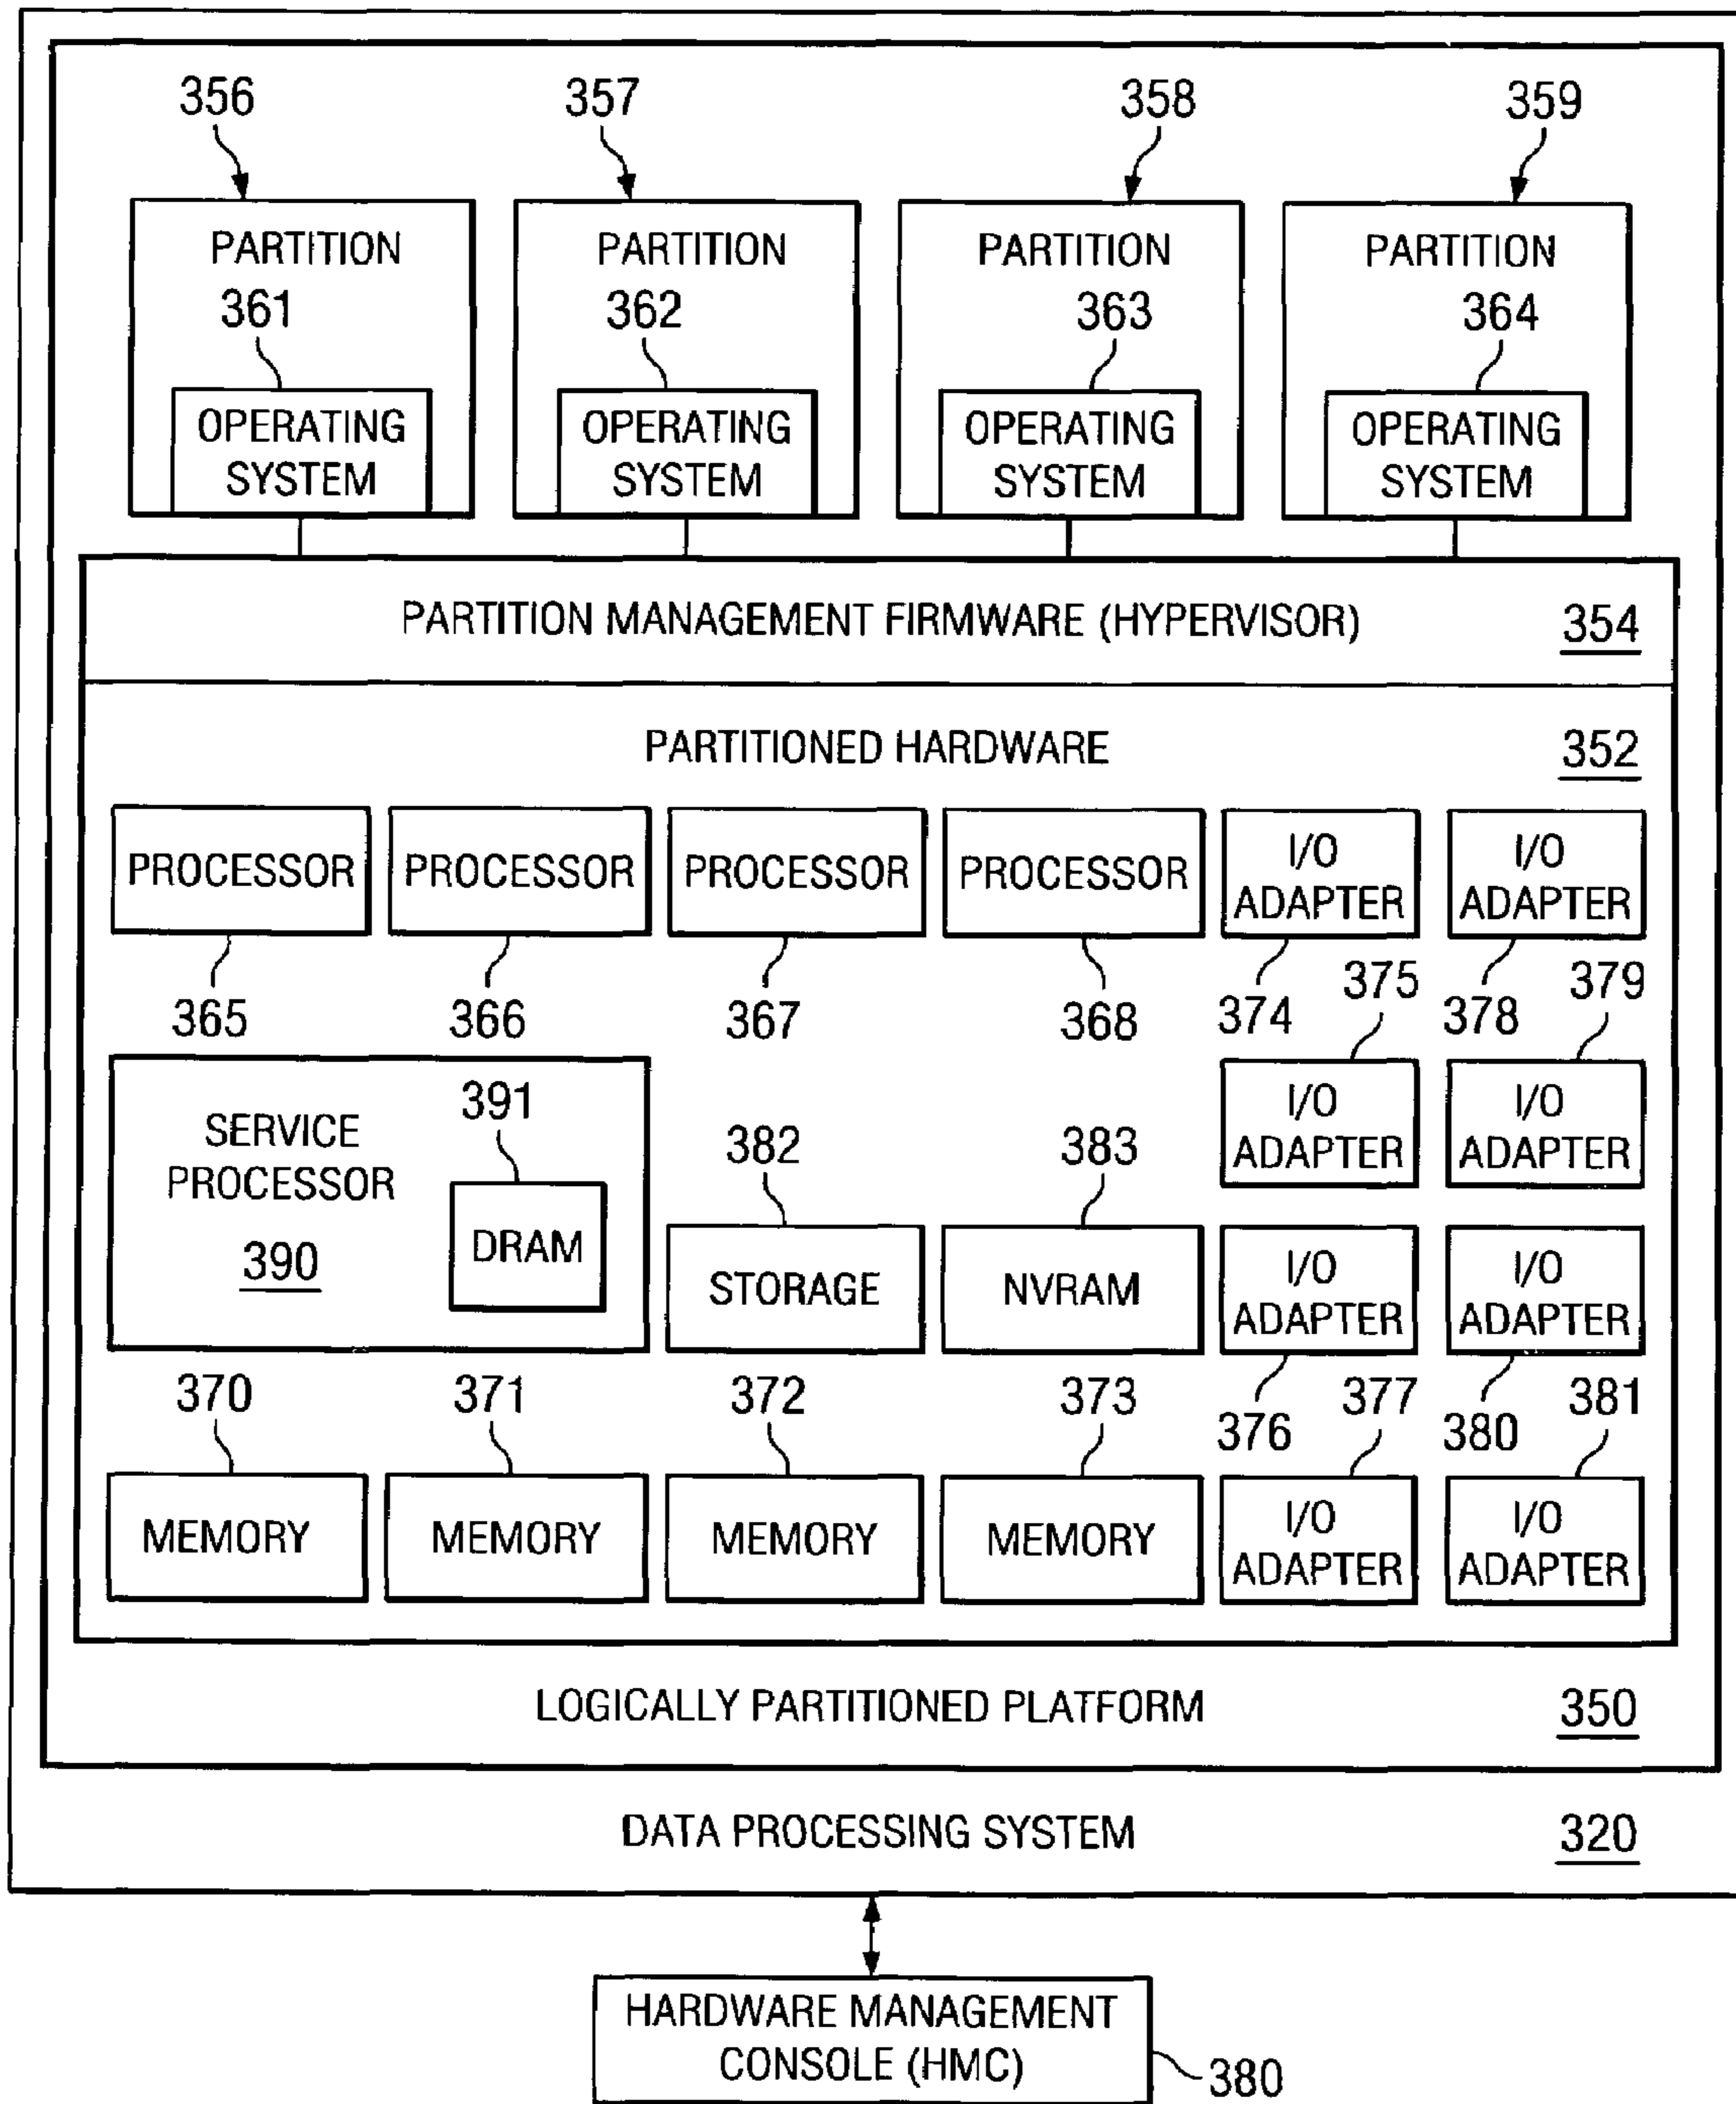 356
357
358
359
PARTITION
PARTITION
PARTITION
PARTITION
361
362
363
364
OPERATING
SYSTEM
OPERATING
SYSTEM
OPERATING
SYSTEM
OPERATING
SYSTEM
PARTITION MANAGEMENT FIRMWARE (HYPERVISOR)
354
PARTITIONED HARDWARE
352
PROCESSOR
PROCESSOR
PROCESSOR
PROCESSOR
I/O
ADAPTER
I/O
ADAPTER
365
366
367
368
374
375
378
379
SERVICE
PROCESSOR
390
391
DRAM
382
STORAGE
383
NVRAM
I/O
ADAPTER
I/O
ADAPTER
I/O
ADAPTER
I/O
ADAPTER
370
371
372
373
376
377
380
381
MEMORY
MEMORY
MEMORY
MEMORY
I/O
ADAPTER
I/O
ADAPTER
LOGICALLY PARTITIONED PLATFORM
350
DATA PROCESSING SYSTEM
320
HARDWARE MANAGEMENT
CONSOLE (HMC)
380